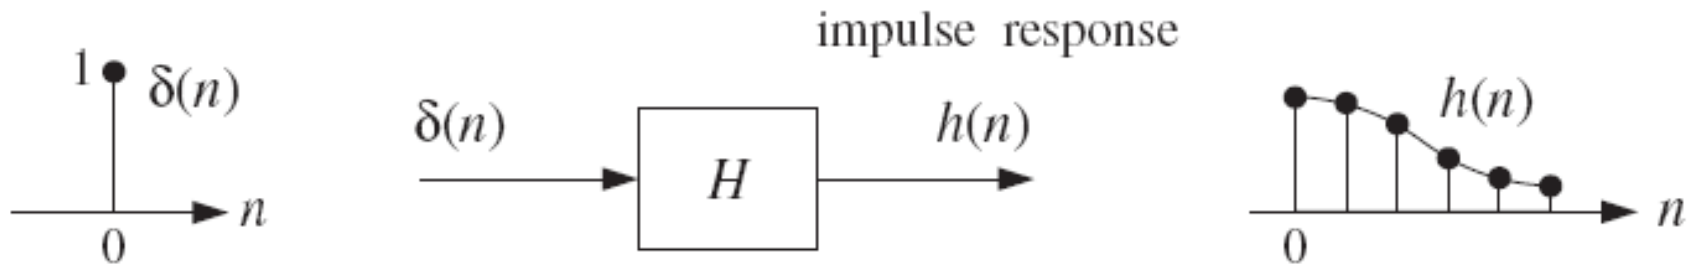 impulse response
1 δ(n)
δ(n)
H
h(n)
h(n)
n
0
n
0